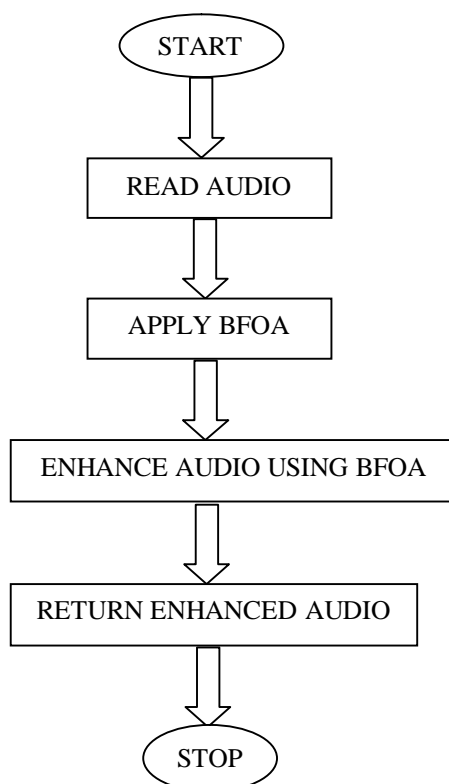 START
READ AUDIO
APPLY BFOA
ENHANCE AUDIO USING BFOA
RETURN ENHANCED AUDIO
STOP